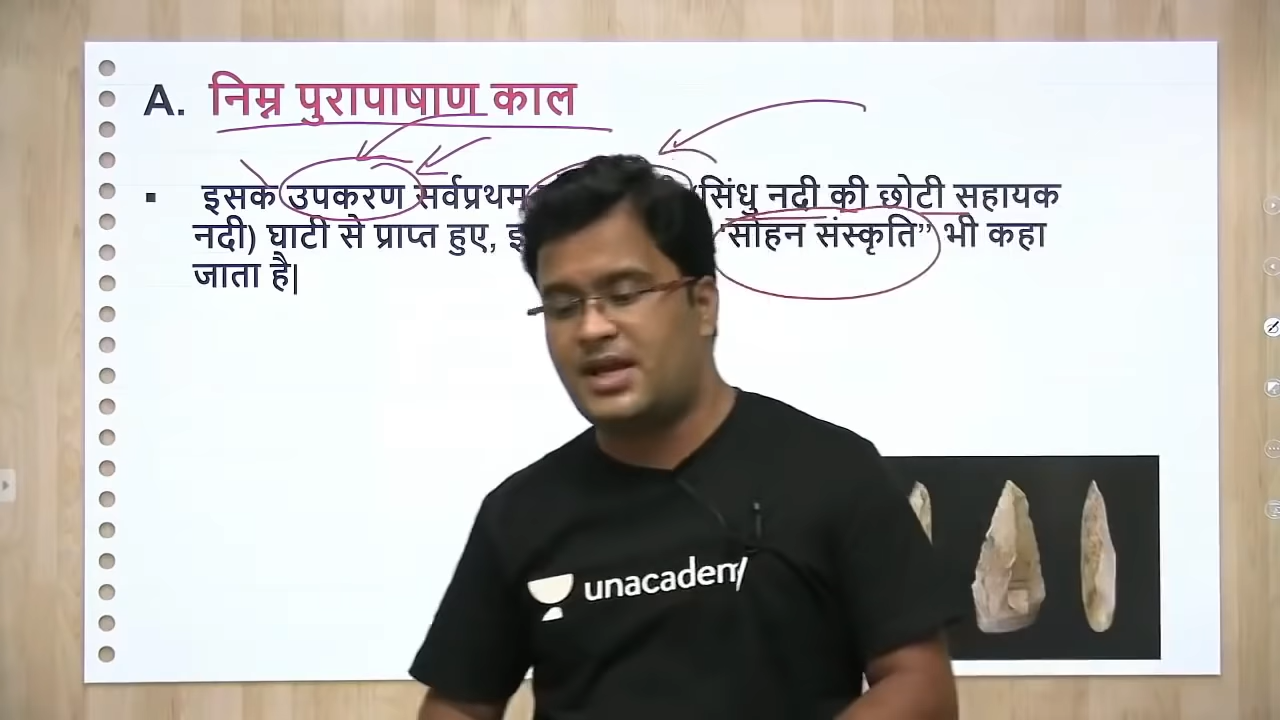 A. निम्न पुरापाषाण काल
▪ इसके उपकरण सर्वप्रथम सिंधु नदी की छोटी सहायक
नदी) घाटी से प्राप्त हुए, "सोहन संस्कृति" भी कहा
जाता है|
unacademy